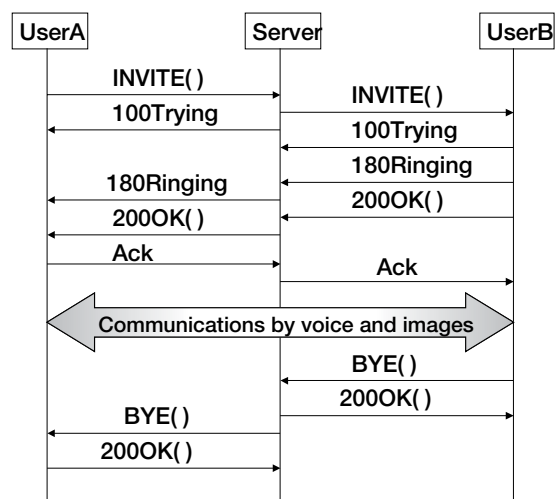 UserA Server UserB
INVITE( )
INVITE( )
100Trying
100Trying
180Ringing
180Ringing
200OK( )
200OK( )
Ack
Ack
Communications by voice and images
BYE( )
200OK( )
BYE( )
200OK( )